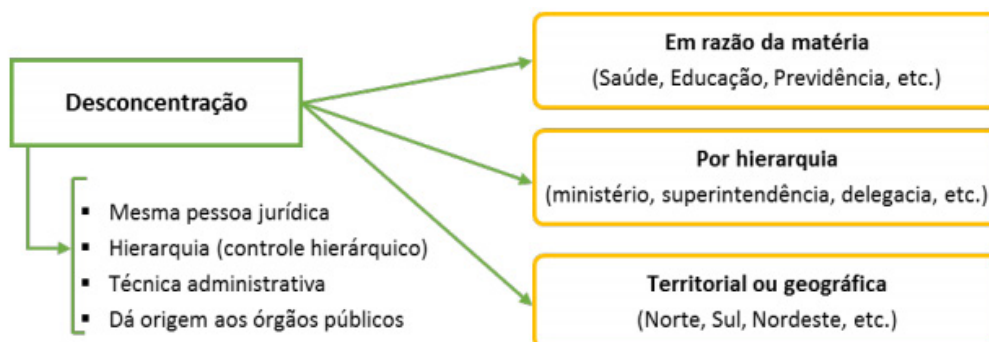 Desconcentração
▪ Mesma pessoa jurídica
▪ Hierarquia (controle hierárquico)
▪ Técnica administrativa
▪ Dá origem aos órgãos públicos
Em razão da matéria
(Saúde, Educação, Previdência, etc.)
Por hierarquia
(ministério, superintendência, delegacia, etc.)
Territorial ou geográfica
(Norte, Sul, Nordeste, etc.)